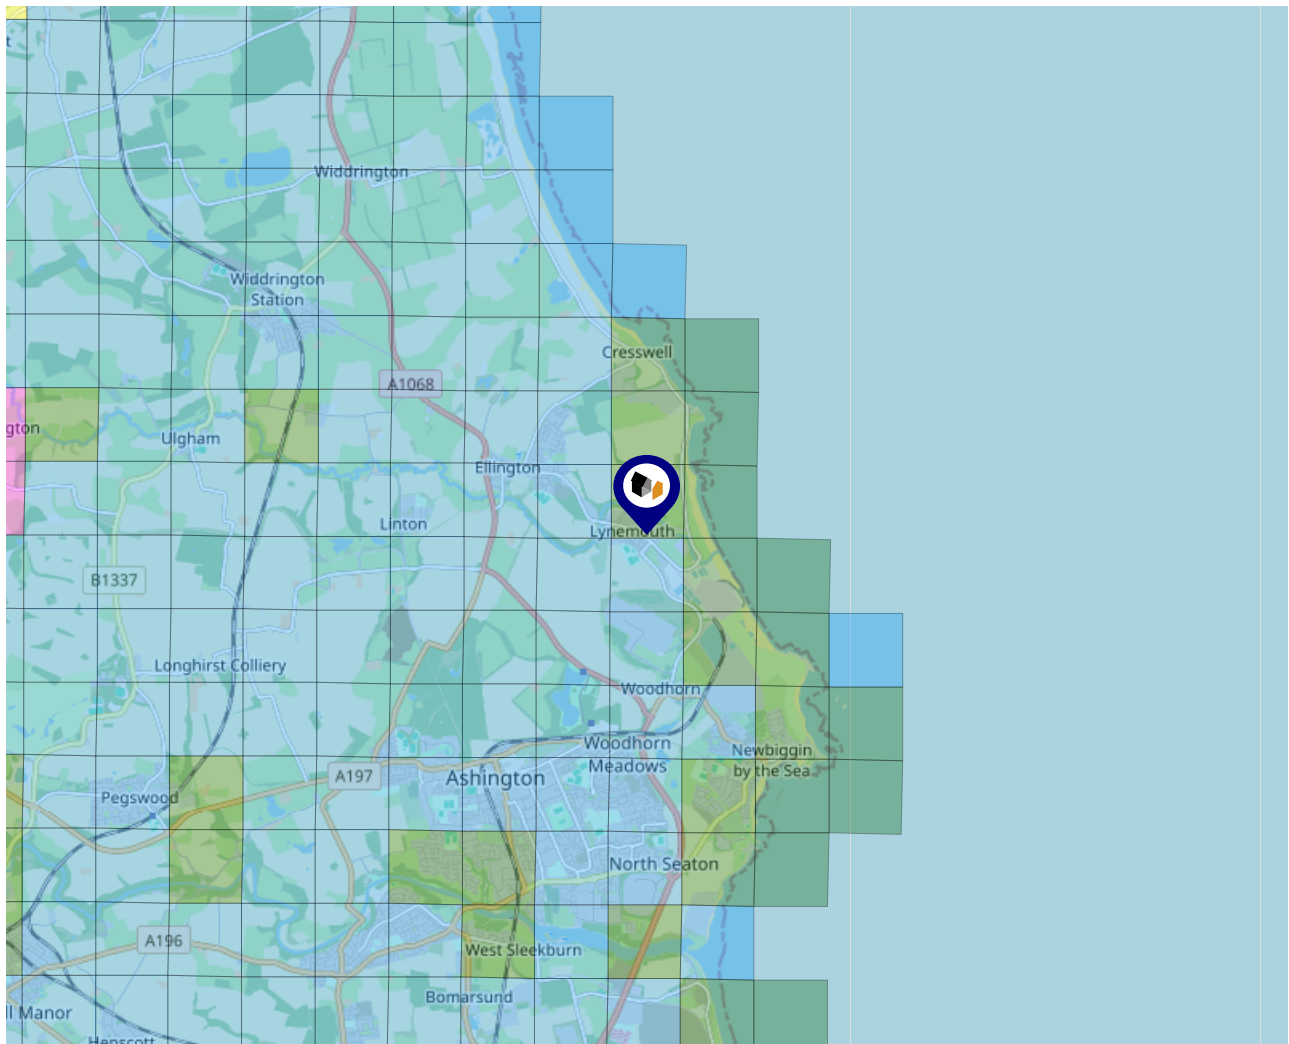 t
Widdrington
Widdrington
Station
Cresswell
A1068
gton
Ulgham
Ellington
Linton
Lynemouth
B1337
Longhirst Colliery
Woodhorn
Woodhorn
Meadows
Newbiggin
by the Sea
A197
Ashington
Pegswood
North Seaton
A196
West Sleekburn
Bomarsund
ll Manor
Hepscott